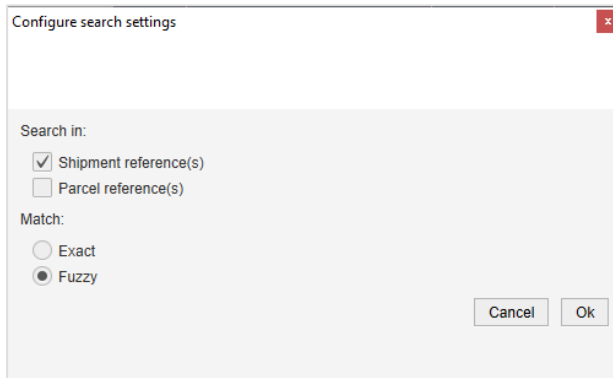 Configure search settings
x
Search in:
Shipment reference(s)
Parcel reference(s)
Match:
Exact
Fuzzy
Cancel Ok